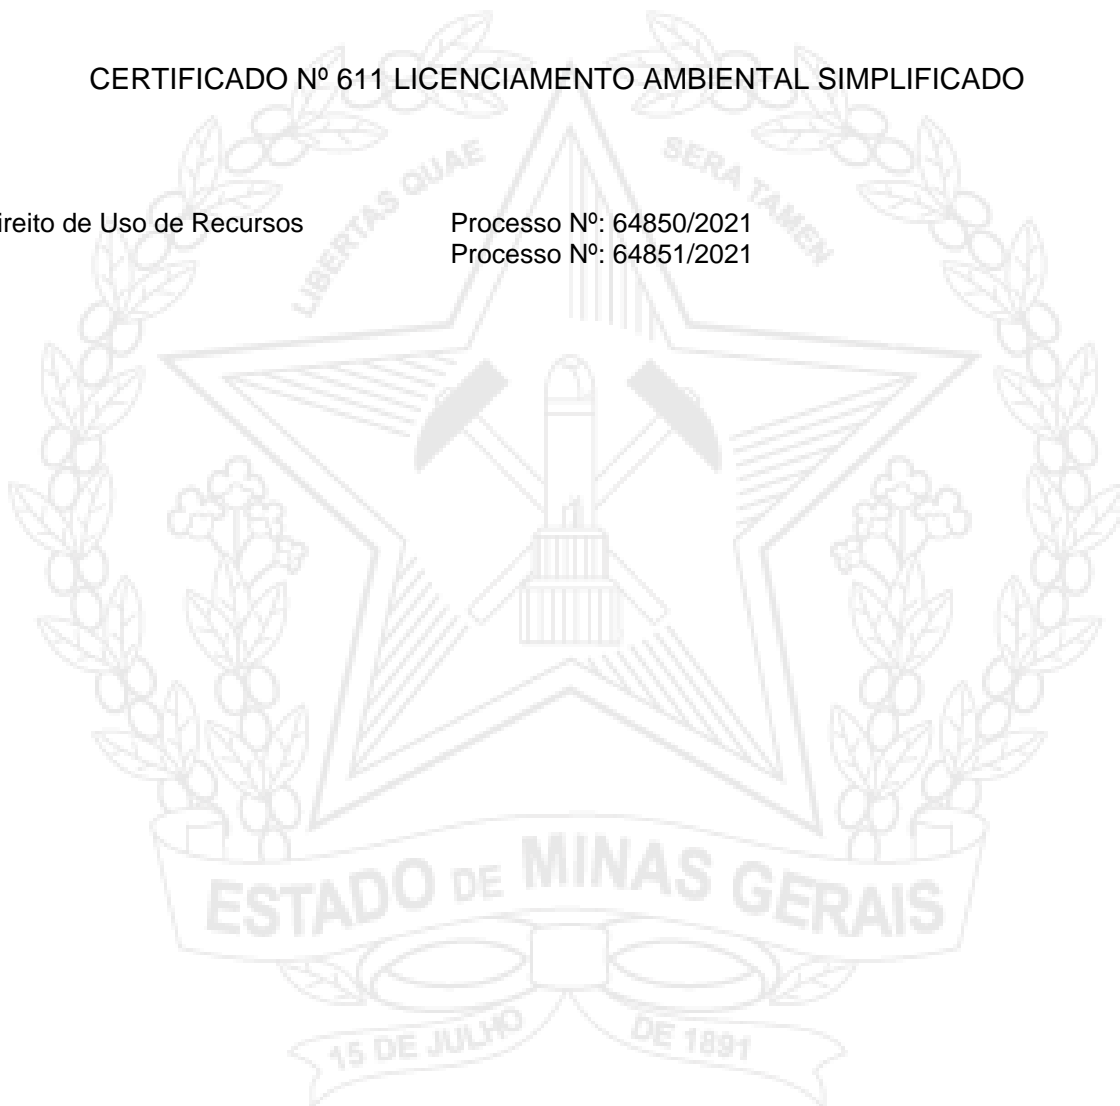 CERTIFICADO Nº 611 LICENCIAMENTO AMBIENTAL SIMPLIFICADO
LIBERTAS QUAE SERA TAMEN
ireito de Uso de Recursos Processo Nº: 64850/2021
Processo Nº: 64851/2021
ESTADO DE MINAS GERAIS
15 DE JULHO DE 1891